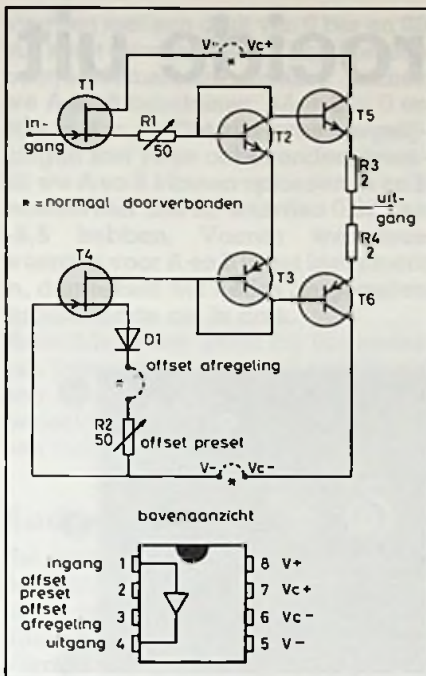 recide uit
V+ Vc+
*
T1
T5
in-
gang
R1
50
T2
R3
2
uit-
gang
* = normaal doorverbonden
R4
2
T4
T3
T6
D1
offset afregeling
*
R2
50
offset preset
V- Vc-
*
bovenaanzicht
ingang 1 8 V+
offset
preset 2 7 Vc+
offset
afregeling 3 6 Vc-
uitgang 4 5 V-